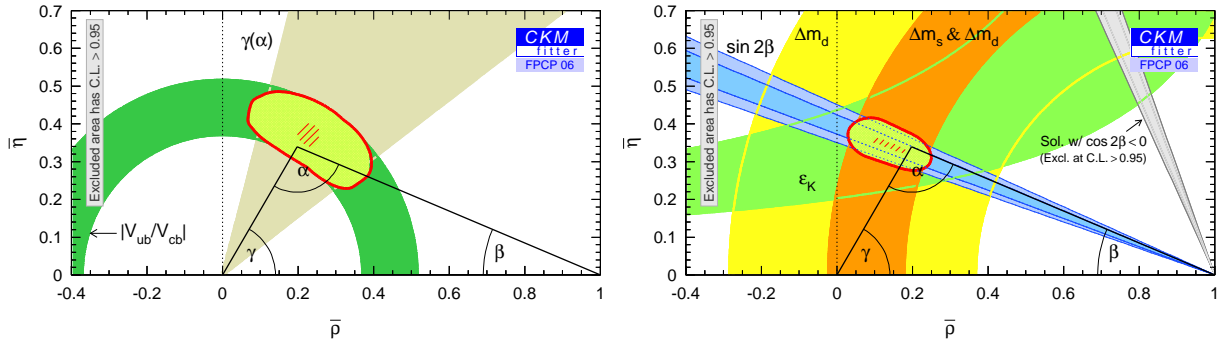 γ(α)
CKM
fitter
FPCP 06
Excluded area has C.L. > 0.95
|V_ub/V_cb|
α
γ
β
0
0.1
0.2
0.3
0.4
0.5
0.6
0.7
-0.4
-0.2
0
0.2
0.4
0.6
0.8
1
ρ̅
η̅
sin 2β
Δm_d
Δm_s & Δm_d
CKM
fitter
FPCP 06
Excluded area has C.L. > 0.95
Sol. w/ cos 2β < 0
(Excl. at C.L. > 0.95)
ε_K
α
γ
β
0
0.1
0.2
0.3
0.4
0.5
0.6
0.7
-0.4
-0.2
0
0.2
0.4
0.6
0.8
1
ρ̅
η̅